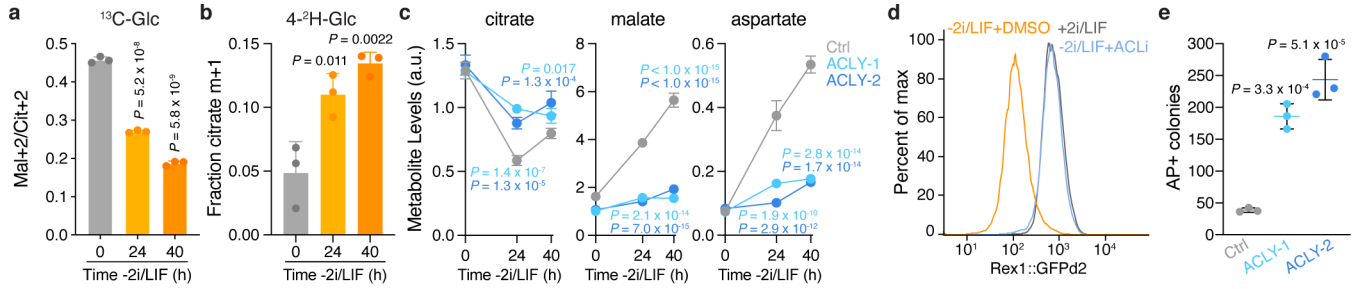 a
¹³C-Glc
Mal+2/Cit+2
0.5
0.4
0.3
0.2
0.1
0.0
P = 5.2 x 10⁻⁸
P = 5.8 x 10⁻⁹
0 24 40
Time -2i/LIF (h)
b
4-²H-Glc
Fraction citrate m+1
0.15
0.10
0.05
0.00
P = 0.011
P = 0.0022
0 24 40
Time -2i/LIF (h)
c
Metabolite Levels (a.u.)
citrate
1.5
1.0
0.5
0.0
P = 0.017
P = 1.3 x 10⁻⁴
P = 1.4 x 10⁻⁷
P = 1.3 x 10⁻⁵
0 24 40
malate
8
6
4
2
0
P < 1.0 x 10⁻¹⁵
P < 1.0 x 10⁻¹⁵
P = 2.1 x 10⁻¹⁴
P = 7.0 x 10⁻¹⁵
0 24 40
Time -2i/LIF (h)
aspartate
0.6
0.4
0.2
0.0
Ctrl
ACLY-1
ACLY-2
P = 2.8 x 10⁻¹⁴
P = 1.7 x 10⁻¹⁴
P = 1.9 x 10⁻¹⁰
P = 2.9 x 10⁻¹²
0 24 40
d
-2i/LIF+DMSO +2i/LIF
-2i/LIF+ACLi
Percent of max
100
80
60
40
20
0
10¹ 10² 10³ 10⁴
Rex1::GFPd2
e
AP+ colonies
300
250
200
150
100
50
0
P = 5.1 x 10⁻⁵
P = 3.3 x 10⁻⁴
Ctrl
ACLY-1
ACLY-2